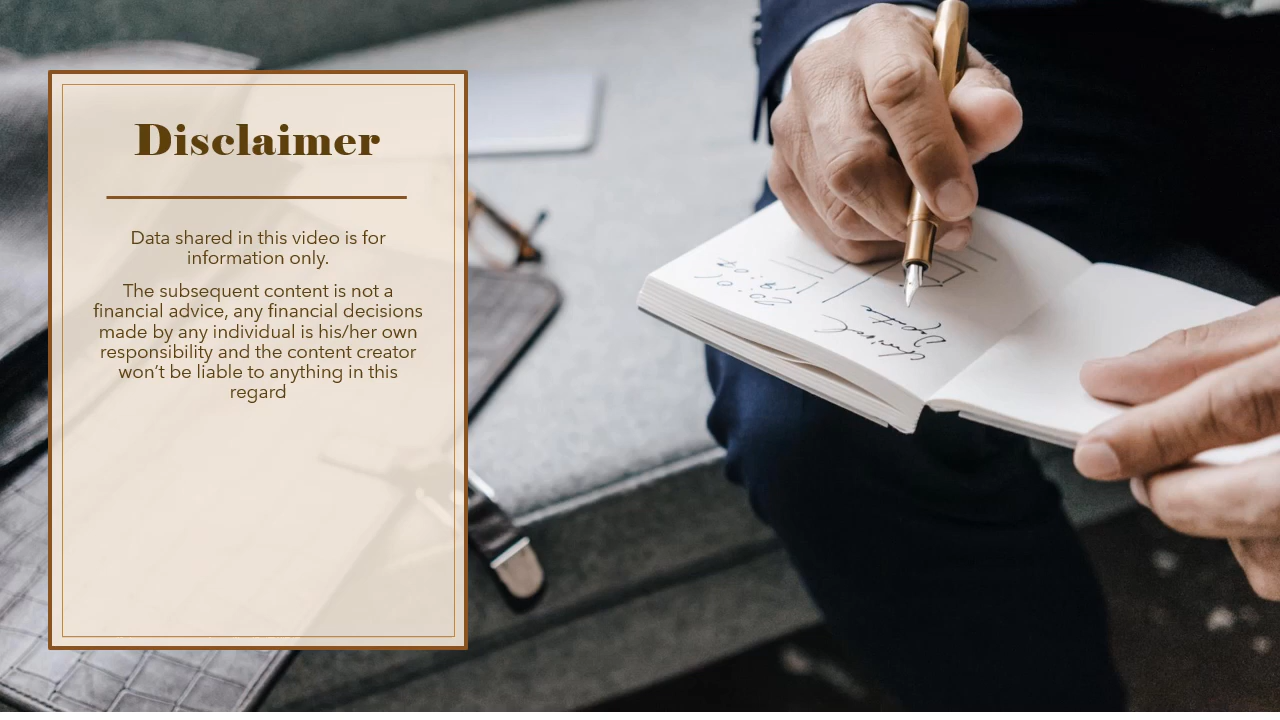 Disclaimer
Data shared in this video is for
information only.
The subsequent content is not a
financial advice, any financial decisions
made by any individual is his/her own
responsibility and the content creator
won’t be liable to anything in this
regard